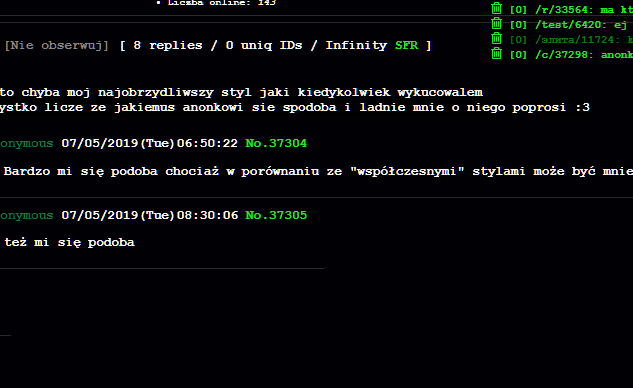 Liczba online: 143
[0] /r/33564: ma kt
[0] /test/6420: ej
[0] /элита/11724: k
[0] /c/37298: anonk
[Nie obserwuj] [ 8 replies / 0 uniq IDs / Infinity SFR ]
to chyba moj najobrzydliwszy styl jaki kiedykolwiek wykucowalem
ystko licze ze jakiemus anonkowi sie spodoba i ladnie mnie o niego poprosi :3
onymous 07/05/2019(Tue)06:50:22 No.37304
Bardzo mi się podoba chociaż w porównaniu ze "współczesnymi" stylami może być mnie
onymous 07/05/2019(Tue)08:30:06 No.37305
też mi się podoba